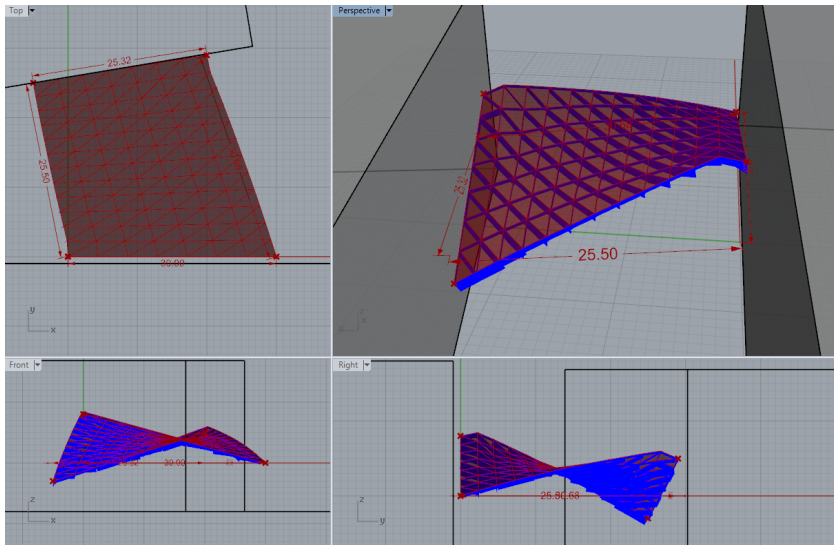 Top
25.32
25.50
30.00
y
x
Perspective
25.50
z
x
Front
30.00
z
x
Right
z
y